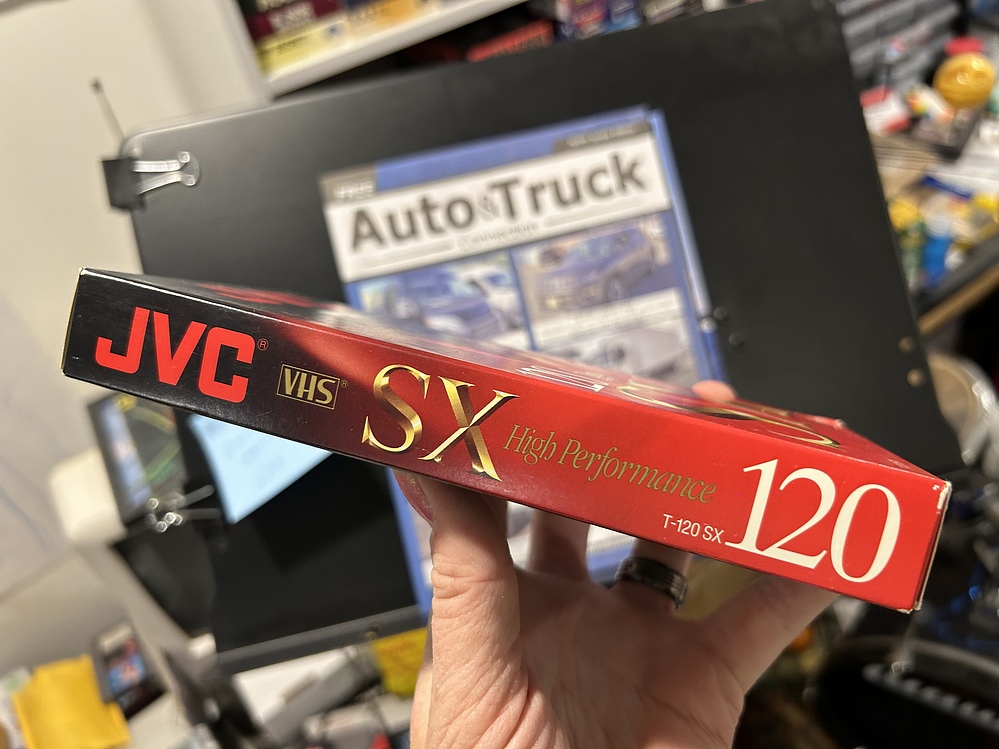 Auto & Truck
JVC®
VHS®
SX
High Performance
T-120 SX
120